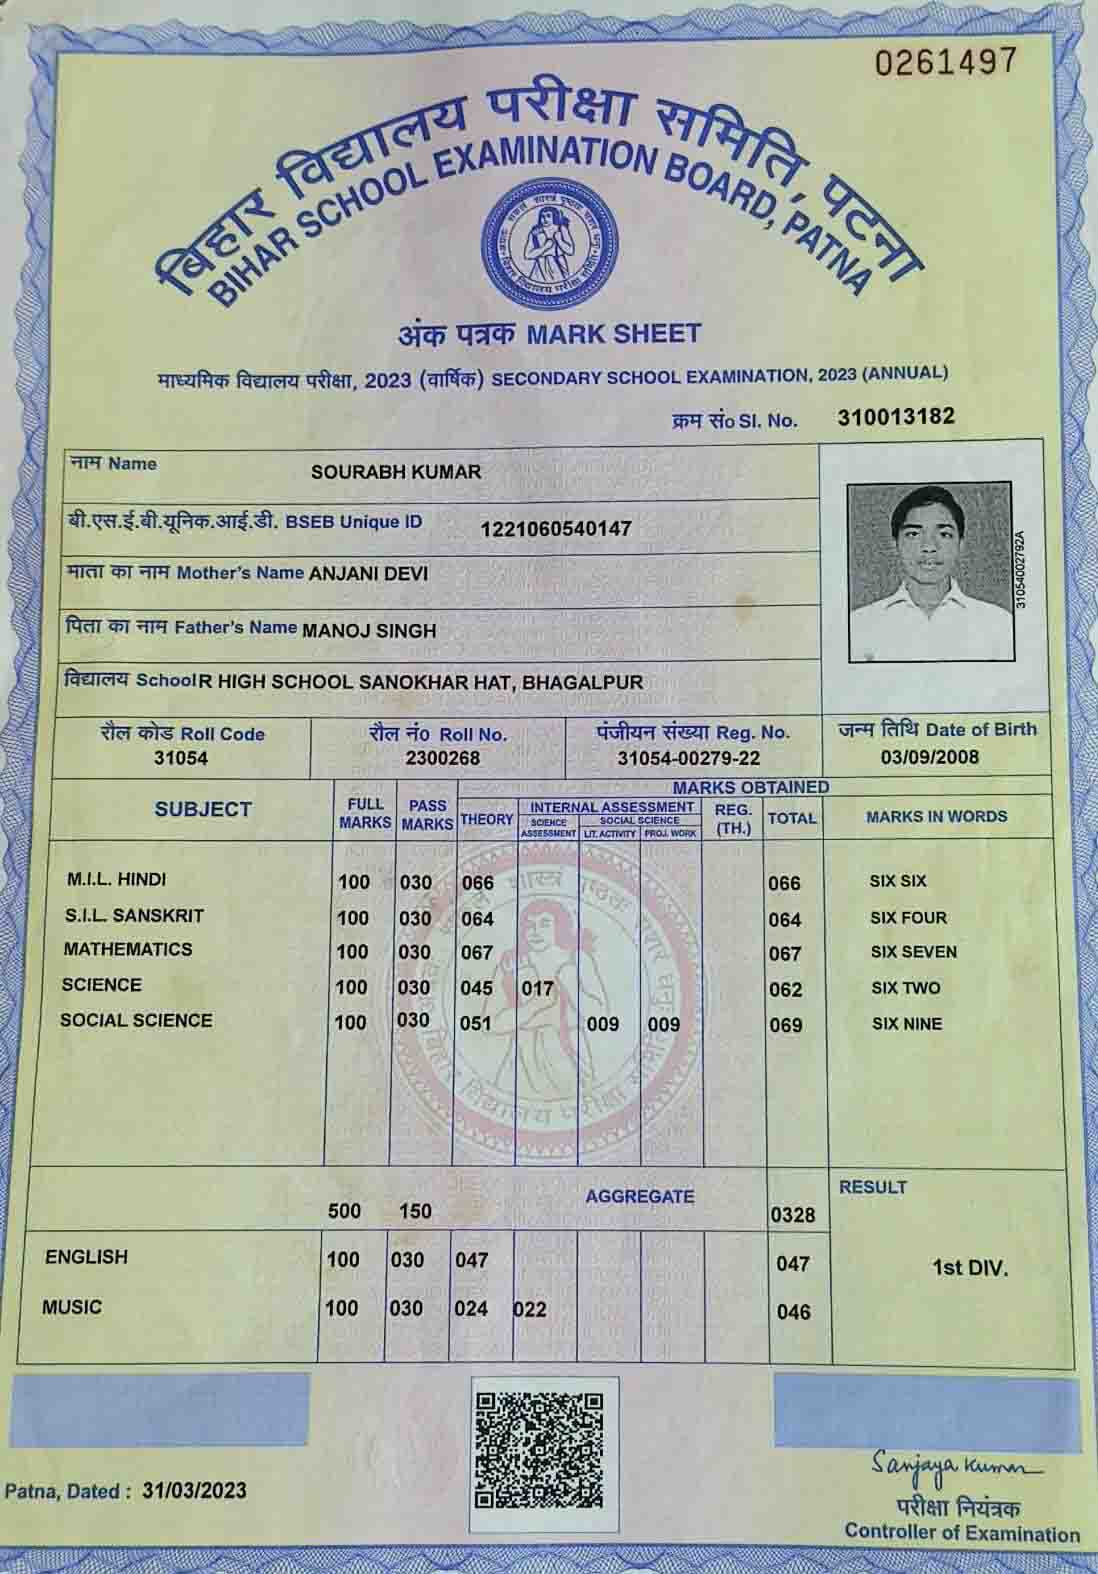 0261497
बिहार विद्यालय परीक्षा समिति, पटना
BIHAR SCHOOL EXAMINATION BOARD, PATNA
अंक पत्रक MARK SHEET
माध्यमिक विद्यालय परीक्षा, 2023 (वार्षिक) SECONDARY SCHOOL EXAMINATION, 2023 (ANNUAL)
क्रम सं० Sl. No. 310013182
नाम Name SOURABH KUMAR
बी.एस.ई.बी.यूनिक.आई.डी. BSEB Unique ID 1221060540147
माता का नाम Mother's Name ANJANI DEVI
पिता का नाम Father's Name MANOJ SINGH
विद्यालय School R HIGH SCHOOL SANOKHAR HAT, BHAGALPUR
31054002792A
रौल कोड Roll Code रौल नं० Roll No. पंजीयन संख्या Reg. No. जन्म तिथि Date of Birth
31054 2300268 31054-00279-22 03/09/2008
MARKS OBTAINED
SUBJECT FULL MARKS PASS MARKS THEORY INTERNAL ASSESSMENT REG. (TH.) TOTAL MARKS IN WORDS
SCIENCE ASSESSMENT SOCIAL SCIENCE
LIT. ACTIVITY PROJ. WORK
M.I.L. HINDI 100 030 066 066 SIX SIX
S.I.L. SANSKRIT 100 030 064 064 SIX FOUR
MATHEMATICS 100 030 067 067 SIX SEVEN
SCIENCE 100 030 045 017 062 SIX TWO
SOCIAL SCIENCE 100 030 051 009 009 069 SIX NINE
AGGREGATE RESULT
500 150 0328
ENGLISH 100 030 047 047 1st DIV.
MUSIC 100 030 024 022 046
Patna, Dated : 31/03/2023
Sanjaya Kumar
परीक्षा नियंत्रक
Controller of Examination